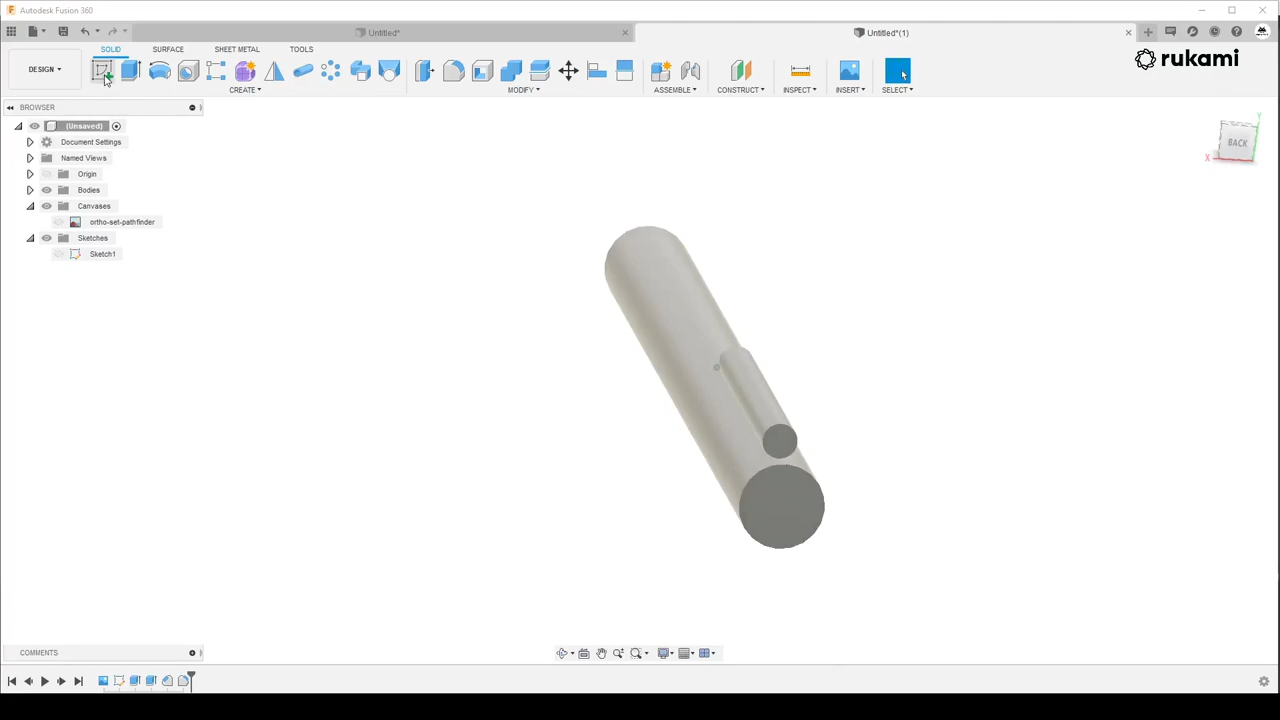 Autodesk Fusion 360
Untitled*
Untitled*(1)
SOLID SURFACE SHEET METAL TOOLS
DESIGN
CREATE MODIFY ASSEMBLE CONSTRUCT INSPECT INSERT SELECT
rukami
BROWSER
(Unsaved)
Document Settings
Named Views
Origin
Bodies
Canvases
ortho-set-pathfinder
Sketches
Sketch1
Y
BACK
X
COMMENTS